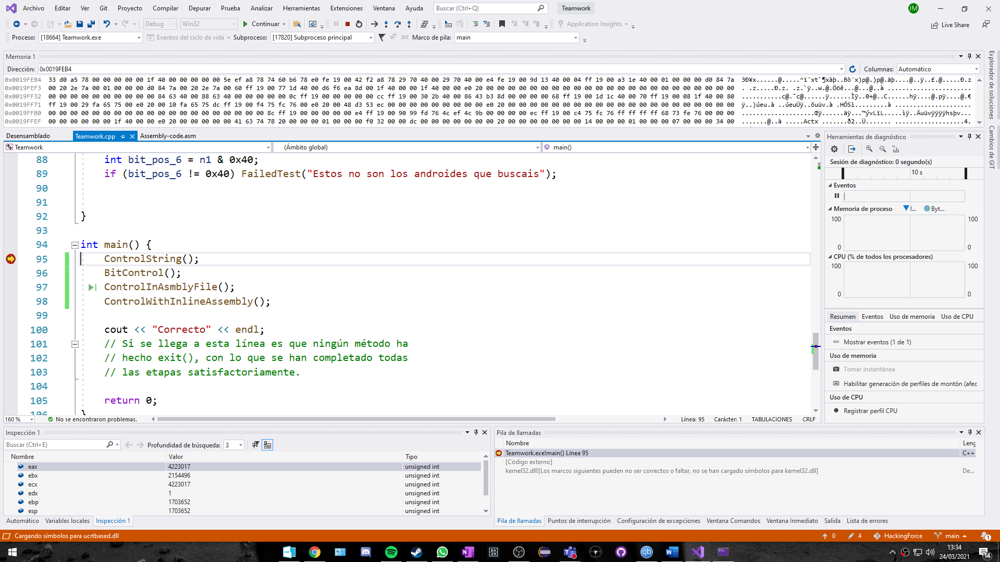 Archivo Editar Ver Git Proyecto Compilar Depurar Prueba Analizar Herramientas Extensiones Ventana Ayuda Buscar (Ctrl+Q) Teamwork JM
Debug Win32 Continuar Application Insights Live Share
Proceso: [18664] Teamwork.exe Eventos del ciclo de vida Subproceso: [17820] Subproceso principal Marco de pila: main
Memoria 1
Dirección: 0x0019FEB4 Columnas: Automático
0x0019FEB4 33 d0 a5 78 00 00 00 00 00 1f 40 00 00 00 00 00 5e ef a8 78 74 60 b6 78 e0 fe 19 00 42 f2 a8 78 29 70 40 00 29 70 40 00 e4 fe 19 00 9d 13 40 00 04 ff 19 00 a3 1e 40 00 01 00 00 00 d0 84 7a
0x0019FEF3 00 20 2e 7a 00 01 00 00 00 d0 84 7a 00 20 2e 7a 00 60 ff 19 00 77 1d 40 00 d6 f6 ea 8d 00 1f 40 00 00 1f 40 00 00 e0 20 00 00 00 00 00 00 00 00 00 00 00 00 00 00 00 00 00 00 00 00 00 00 00
0x0019FF32 00 00 00 00 00 00 00 00 00 00 84 63 40 00 88 63 40 00 00 00 00 00 0c ff 19 00 00 00 00 00 cc ff 19 00 30 2b 40 00 86 43 b3 8d 00 00 00 00 68 ff 19 00 1d 1c 40 00 70 ff 19 00 08 1f 40 00 80
0x0019FF71 ff 19 00 29 fa 65 75 00 e0 20 00 10 fa 65 75 dc ff 19 00 f4 75 fc 76 00 e0 20 00 48 d3 53 ec 00 00 00 00 00 00 00 00 00 e0 20 00 00 00 00 00 00 00 00 00 00 00 00 00 00 00 00 00 00 00 00 00
0x0019FFB0 00 00 00 00 00 00 00 00 00 00 00 00 00 00 00 00 8c ff 19 00 00 00 00 00 e4 ff 19 00 90 99 fd 76 4c ef 4c 9b 00 00 00 00 ec ff 19 00 c4 75 fc 76 ff ff ff ff 68 73 fe 76 00 00 00 00 00 00 00
0x0019FFEF 00 00 00 00 00 1f 40 00 00 e0 20 00 00 00 00 00 41 63 74 78 20 00 00 00 01 00 00 00 f0 32 00 00 dc 00 00 00 00 00 00 00 20 00 00 00 00 00 00 00 14 00 00 00 01 00 00 00 07 00 00 00 34 00 00
Desensamblado Teamwork.cpp Assembly-code.asm
Teamwork (Ámbito global) main()
88 int bit_pos_6 = n1 & 0x40;
89 if (bit_pos_6 != 0x40) FailedTest("Estos no son los androides que buscais");
90
91
92 }
93
94 int main() {
95 ControlString();
96 BitControl();
97 ControlInAsmblyFile();
98 ControlWithInlineAssembly();
99
100 cout << "Correcto" << endl;
101 // Si se llega a esta línea es que ningún método ha
102 // hecho exit(), con lo que se han completado todas
103 // las etapas satisfactoriamente.
104
105 return 0;
106 }
160 % No se encontraron problemas. Línea: 95 Carácter: 1 TABULACIONES CRLF
Herramientas de diagnóstico
Sesión de diagnóstico: 0 segundo(s)
10 s
Eventos
Memoria de proceso I... Byt...
100 100
0 0
CPU (% de todos los procesadores)
100 100
0 0
Resumen Eventos Uso de memoria Uso de CPU
Eventos
Mostrar eventos (1 de 1)
Uso de memoria
Tomar instantánea
Habilitar generación de perfiles de montón (afec
Uso de CPU
Registrar perfil CPU
Explorador de soluciones
Cambios de GIT
Inspección 1
Buscar (Ctrl+E) Profundidad de búsqueda: 3
Nombre Valor Tipo
eax 4223017 unsigned int
ebx 2154496 unsigned int
ecx 4223017 unsigned int
edx 1 unsigned int
ebp 1703652 unsigned int
esp 1703652 unsigned int
Automático Variables locales Inspección 1
Pila de llamadas
Nombre Leng
Teamwork.exe!main() Línea 95 C++
[Código externo]
kernel32.dll![Los marcos siguientes pueden no ser correctos o faltar, no se han cargado símbolos para kernel32.dll] De...
Pila de llamadas Puntos de interrupción Configuración de excepciones Ventana Comandos Ventana Inmediato Salida Lista de errores
Cargando símbolos para ucrtbased.dll 0 4 HackingForce main 1
13:34
24/03/2021
14